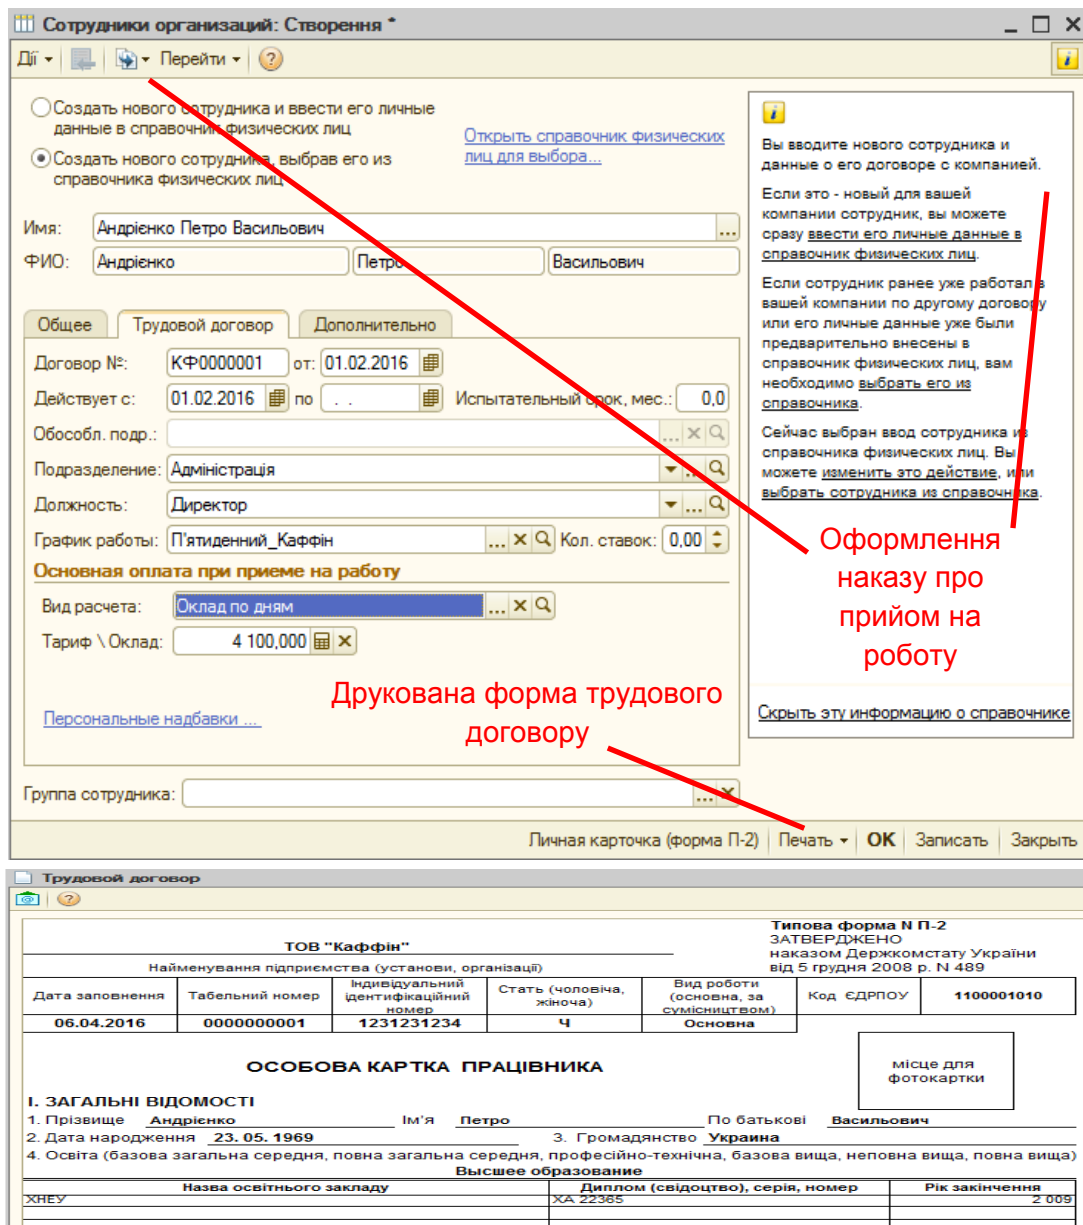 Сотрудники организаций: Створення *
Дії Перейти
Создать нового сотрудника и ввести его личные
данные в справочник физических лиц
Открыть справочник физических
лиц для выбора...
Создать нового сотрудника, выбрав его из
справочника физических лиц
Имя: Андрієнко Петро Васильович ...
ФИО: Андрієнко Петро Васильович
Общее Трудовой договор Дополнительно
Договор №: КФ0000001 от: 01.02.2016
Действует с: 01.02.2016 по . . Испытательный срок, мес.: 0,0
Обособл. подр.: ...
Подразделение: Адміністрація ...
Должность: Директор ...
График работы: П'ятиденний_Каффін ... Кол. ставок: 0,00
Основная оплата при приеме на работу
Вид расчета: Оклад по дням ...
Тариф \ Оклад: 4 100,000
Персональные надбавки ...
Группа сотрудника: ...
Вы вводите нового сотрудника и
данные о его договоре с компанией.
Если это - новый для вашей
компании сотрудник, вы можете
сразу ввести его личные данные в
справочник физических лиц.
Если сотрудник ранее уже работал в
вашей компании по другому договору
или его личные данные уже были
предварительно внесены в
справочник физических лиц, вам
необходимо выбрать его из
справочника.
Сейчас выбран ввод сотрудника из
справочника физических лиц. Вы
можете изменить это действие, или
выбрать сотрудника из справочника.
Оформлення
наказу про
прийом на
роботу
Друкована форма трудового
договору
Скрыть эту информацию о справочнике
Личная карточка (форма П-2) Печать OK Записать Закрыть
Трудовой договор
Типова форма N П-2
ТОВ "Каффін"
ЗАТВЕРДЖЕНО
наказом Держкомстату України
Найменування підприємства (установи, організації)
від 5 грудня 2008 р. N 489
Дата заповнення Табельний номер Індивідуальний ідентифікаційний номер Стать (чоловіча, жіноча) Вид роботи (основна, за сумісництвом) Код ЄДРПОУ 1100001010
06.04.2016 0000000001 1231231234 Ч Основна
ОСОБОВА КАРТКА ПРАЦІВНИКА
місце для
фотокартки
І. ЗАГАЛЬНІ ВІДОМОСТІ
1. Прізвище Андрієнко Ім'я Петро По батькові Васильович
2. Дата народження 23. 05. 1969 3. Громадянство Украина
4. Освіта (базова загальна середня, повна загальна середня, професійно-технічна, базова вища, неповна вища, повна вища)
Высшее образование
Назва освітнього закладу Диплом (свідоцтво), серія, номер Рік закінчення
ХНЕУ ХА 22365 2 009